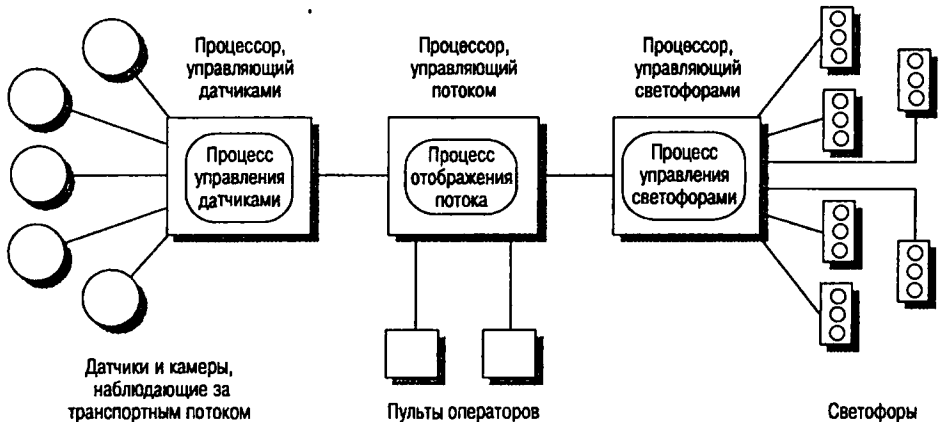 Процессор,
управляющий
датчиками
Процессор,
управляющий
потоком
Процессор,
управляющий
светофорами
Процесс
управления
датчиками
Процесс
отображения
потока
Процесс
управления
светофорами
Датчики и камеры,
наблюдающие за
транспортным потоком
Пульты операторов
Светофоры